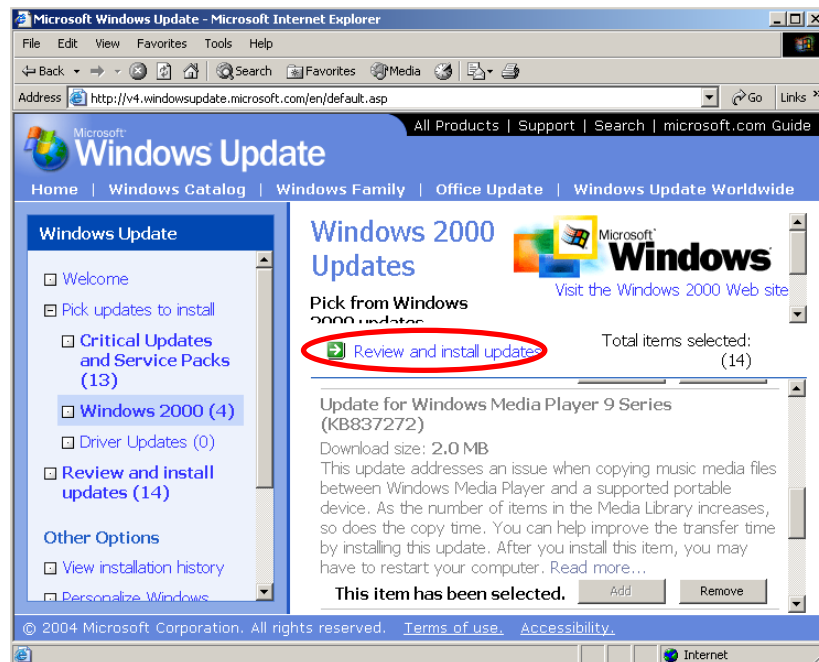 Microsoft Windows Update - Microsoft Internet Explorer
File Edit View Favorites Tools Help
Back Search Favorites Media
Address http://v4.windowsupdate.microsoft.com/en/default.asp Go Links »
All Products | Support | Search | microsoft.com Guide
Microsoft
Windows Update
Home | Windows Catalog | Windows Family | Office Update | Windows Update Worldwide
Windows Update
Welcome
Pick updates to install
Critical Updates
and Service Packs
(13)
Windows 2000 (4)
Driver Updates (0)
Review and install
updates (14)
Other Options
View installation history
Personalize Windows
Windows 2000
Updates
Microsoft
Windows
Visit the Windows 2000 Web site
Pick from Windows
2000 updates
Review and install updates
Total items selected:
(14)
Update for Windows Media Player 9 Series
(KB837272)
Download size: 2.0 MB
This update addresses an issue when copying music media files
between Windows Media Player and a supported portable
device. As the number of items in the Media Library increases,
so does the copy time. You can help improve the transfer time
by installing this update. After you install this item, you may
have to restart your computer. Read more...
This item has been selected. Add Remove
© 2004 Microsoft Corporation. All rights reserved. Terms of use. Accessibility.
Internet